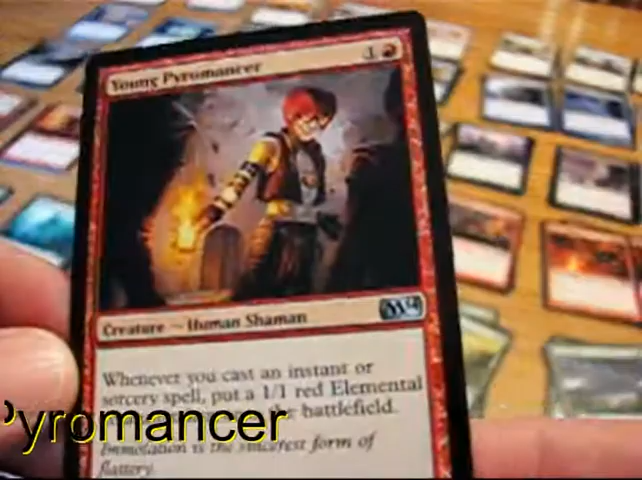 Young Pyromancer 1
Creature — Human Shaman
M14
Whenever you cast an instant or
sorcery spell, put a 1/1 red Elemental
battlefield.
Immolation is the sincerest form of
flattery.
Pyromancer